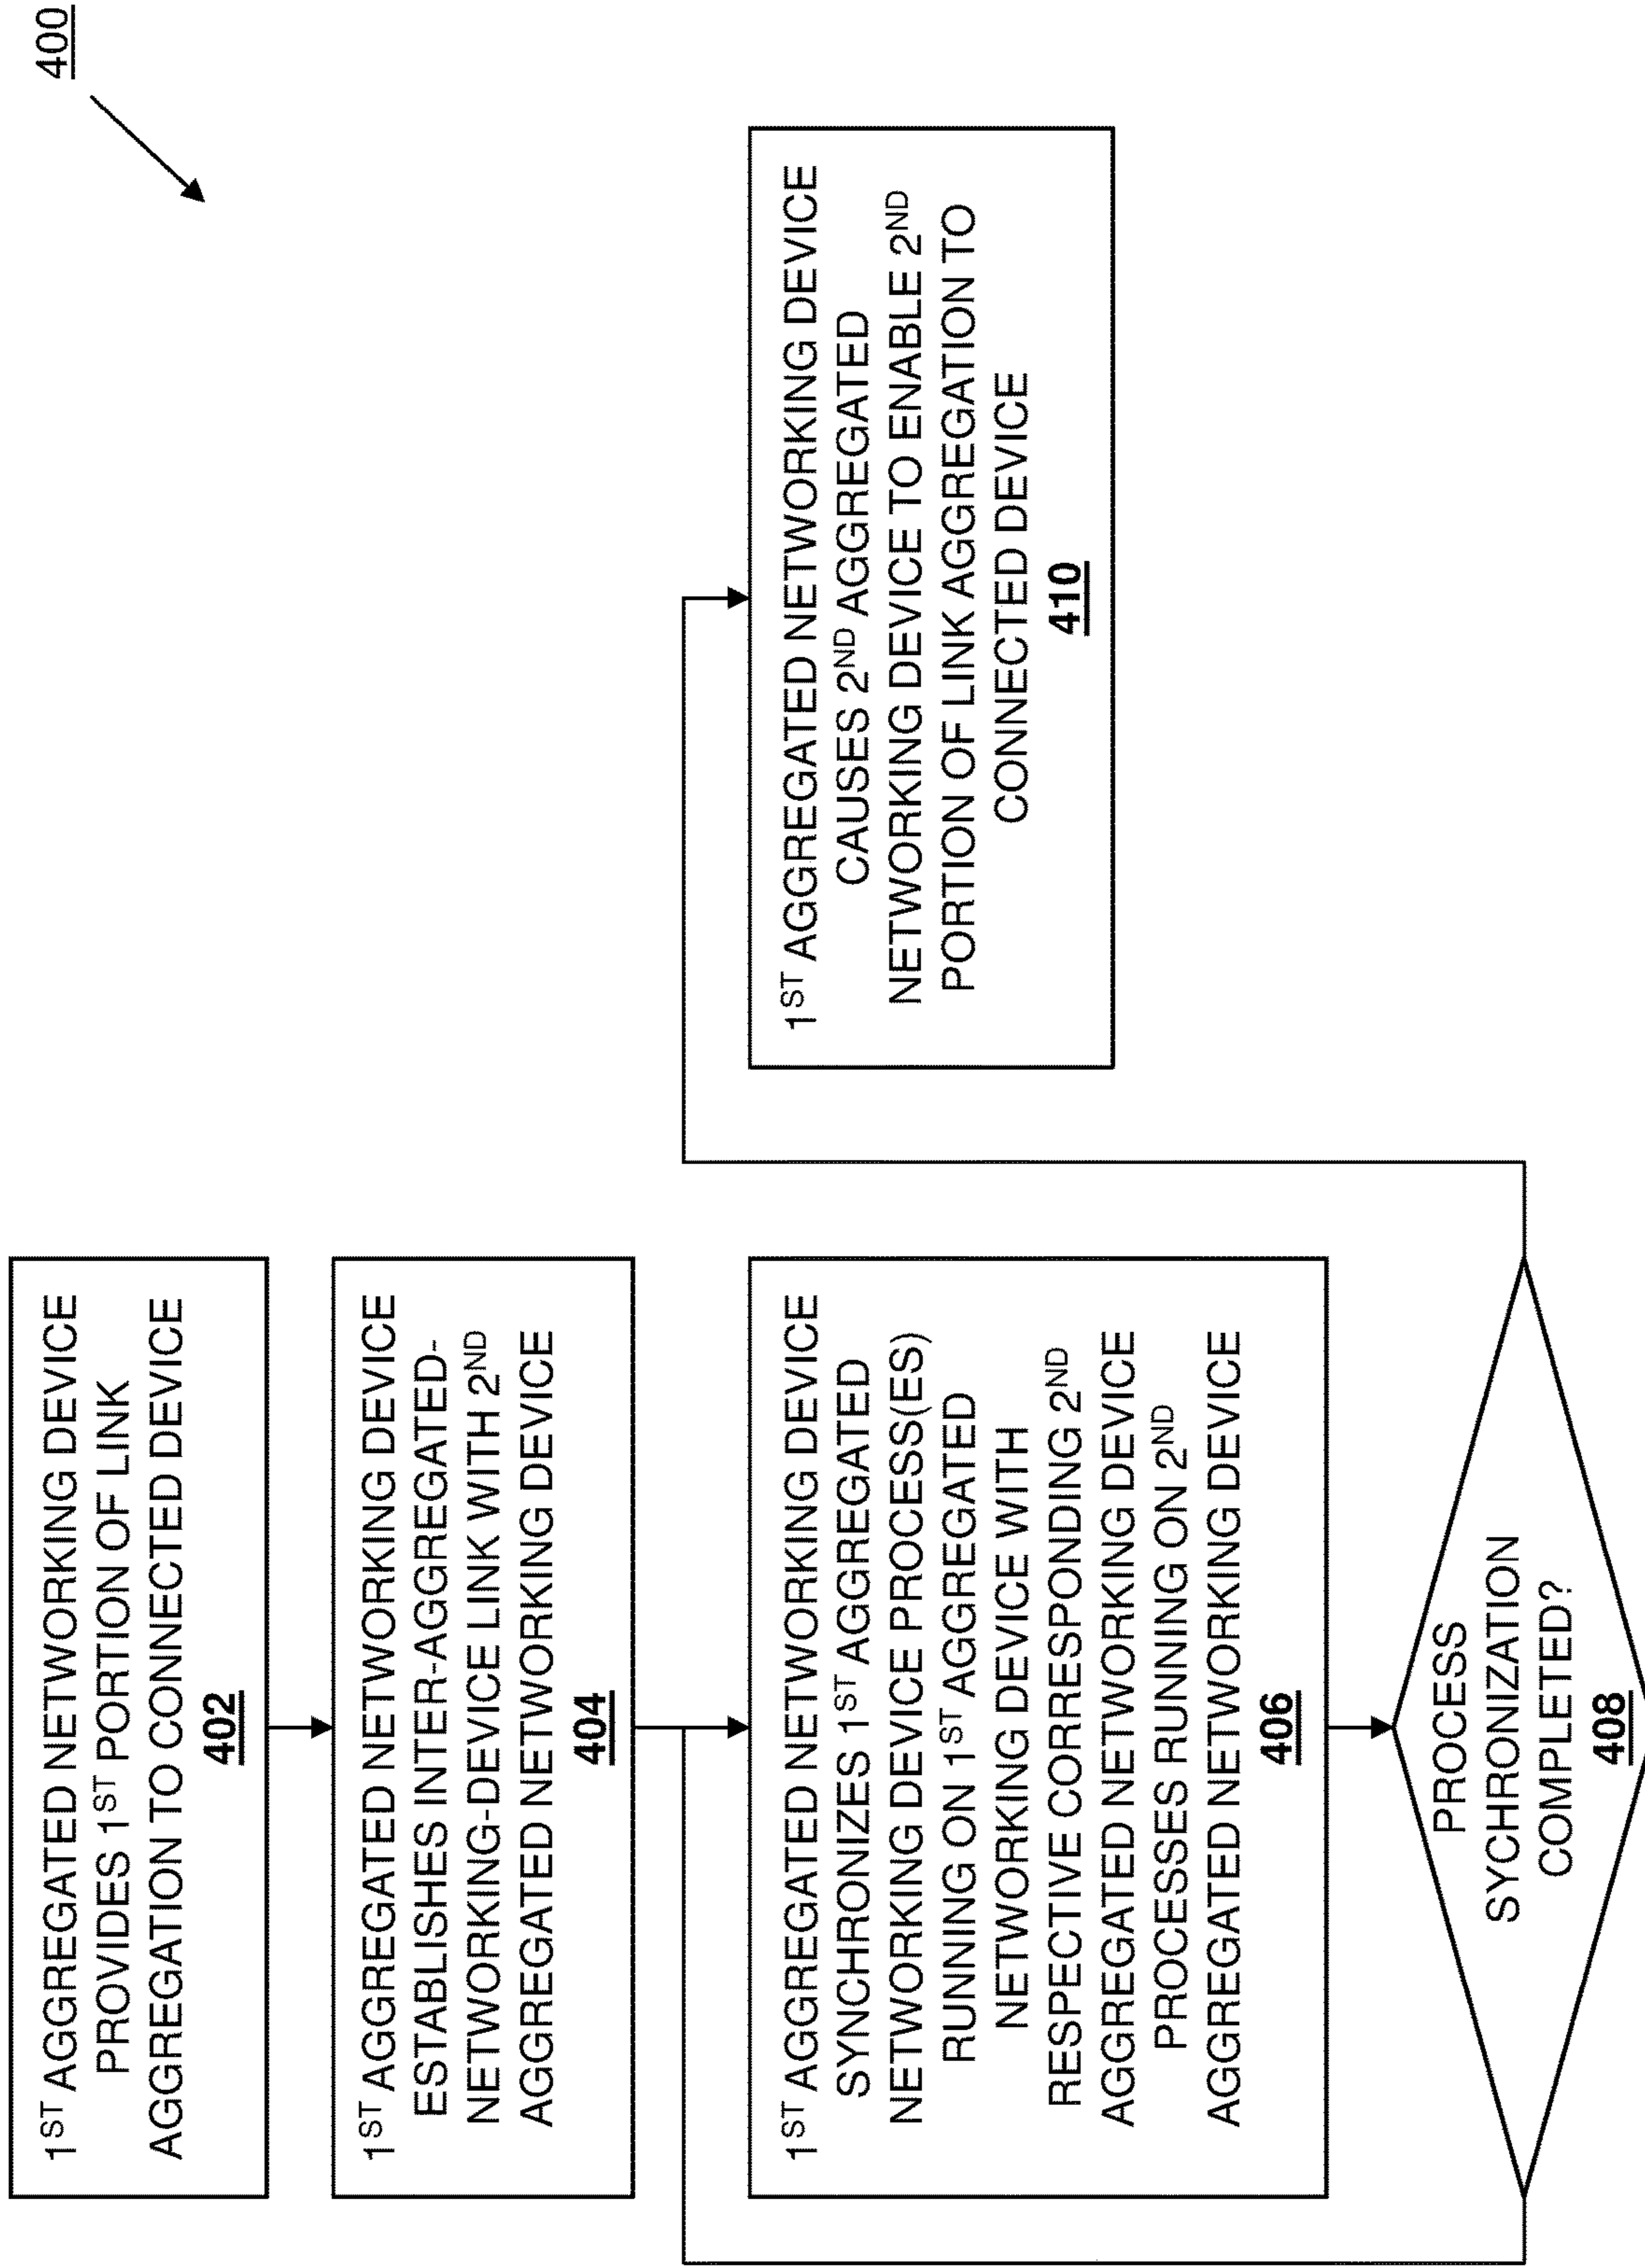 400
1ST AGGREGATED NETWORKING DEVICE
PROVIDES 1ST PORTION OF LINK
AGGREGATION TO CONNECTED DEVICE
402
1ST AGGREGATED NETWORKING DEVICE
ESTABLISHES INTER-AGGREGATED-
NETWORKING-DEVICE LINK WITH 2ND
AGGREGATED NETWORKING DEVICE
404
1ST AGGREGATED NETWORKING DEVICE
SYNCHRONIZES 1ST AGGREGATED
NETWORKING DEVICE PROCESS(ES)
RUNNING ON 1ST AGGREGATED
NETWORKING DEVICE WITH
RESPECTIVE CORRESPONDING 2ND
AGGREGATED NETWORKING DEVICE
PROCESSES RUNNING ON 2ND
AGGREGATED NETWORKING DEVICE
406
PROCESS
SYCHRONIZATION
COMPLETED?
408
1ST AGGREGATED NETWORKING DEVICE
CAUSES 2ND AGGREGATED
NETWORKING DEVICE TO ENABLE 2ND
PORTION OF LINK AGGREGATION TO
CONNECTED DEVICE
410